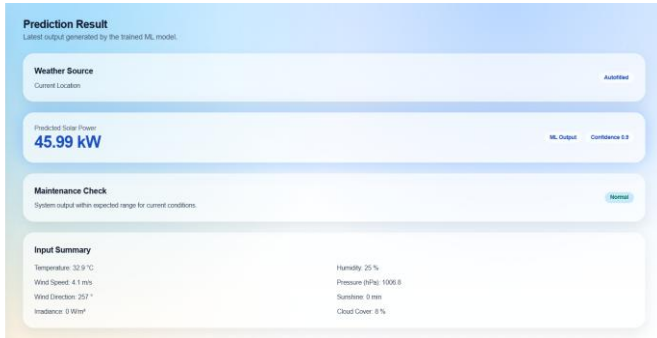 Prediction Result
Latest output generated by the trained ML model.
Weather Source
Current Location
Autofilled
Predicted Solar Power
45.99 kW
ML Output
Confidence 0.9
Maintenance Check
System output within expected range for current conditions.
Normal
Input Summary
Temperature: 32.9 °C
Humidity: 25 %
Wind Speed: 4.1 m/s
Pressure (hPa): 1006.6
Wind Direction: 257 °
Sunshine: 0 min
Irradiance: 0 W/m²
Cloud Cover: 8 %